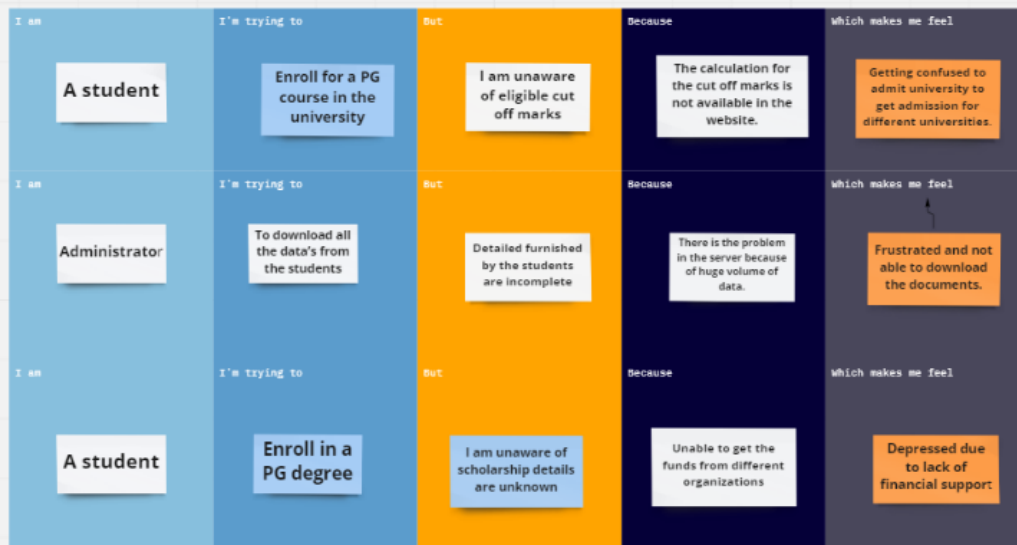 I am
I'm trying to
But
Because
Which makes me feel
A student
Enroll for a PG
course in the
university
I am unaware
of eligible cut
off marks
The calculation for
the cut off marks is
not available in the
website.
Getting confused to
admit university to
get admission for
different universities.
I am
I'm trying to
But
Because
Which makes me feel
Administrator
To download all
the data's from
the students
Detailed furnished
by the students
are incomplete
There is the problem
in the server because
of huge volume of
data.
Frustrated and not
able to download
the documents.
I am
I'm trying to
But
Because
Which makes me feel
A student
Enroll in a
PG degree
I am unaware of
scholarship details
are unknown
Unable to get the
funds from different
organizations
Depressed due
to lack of
financial support